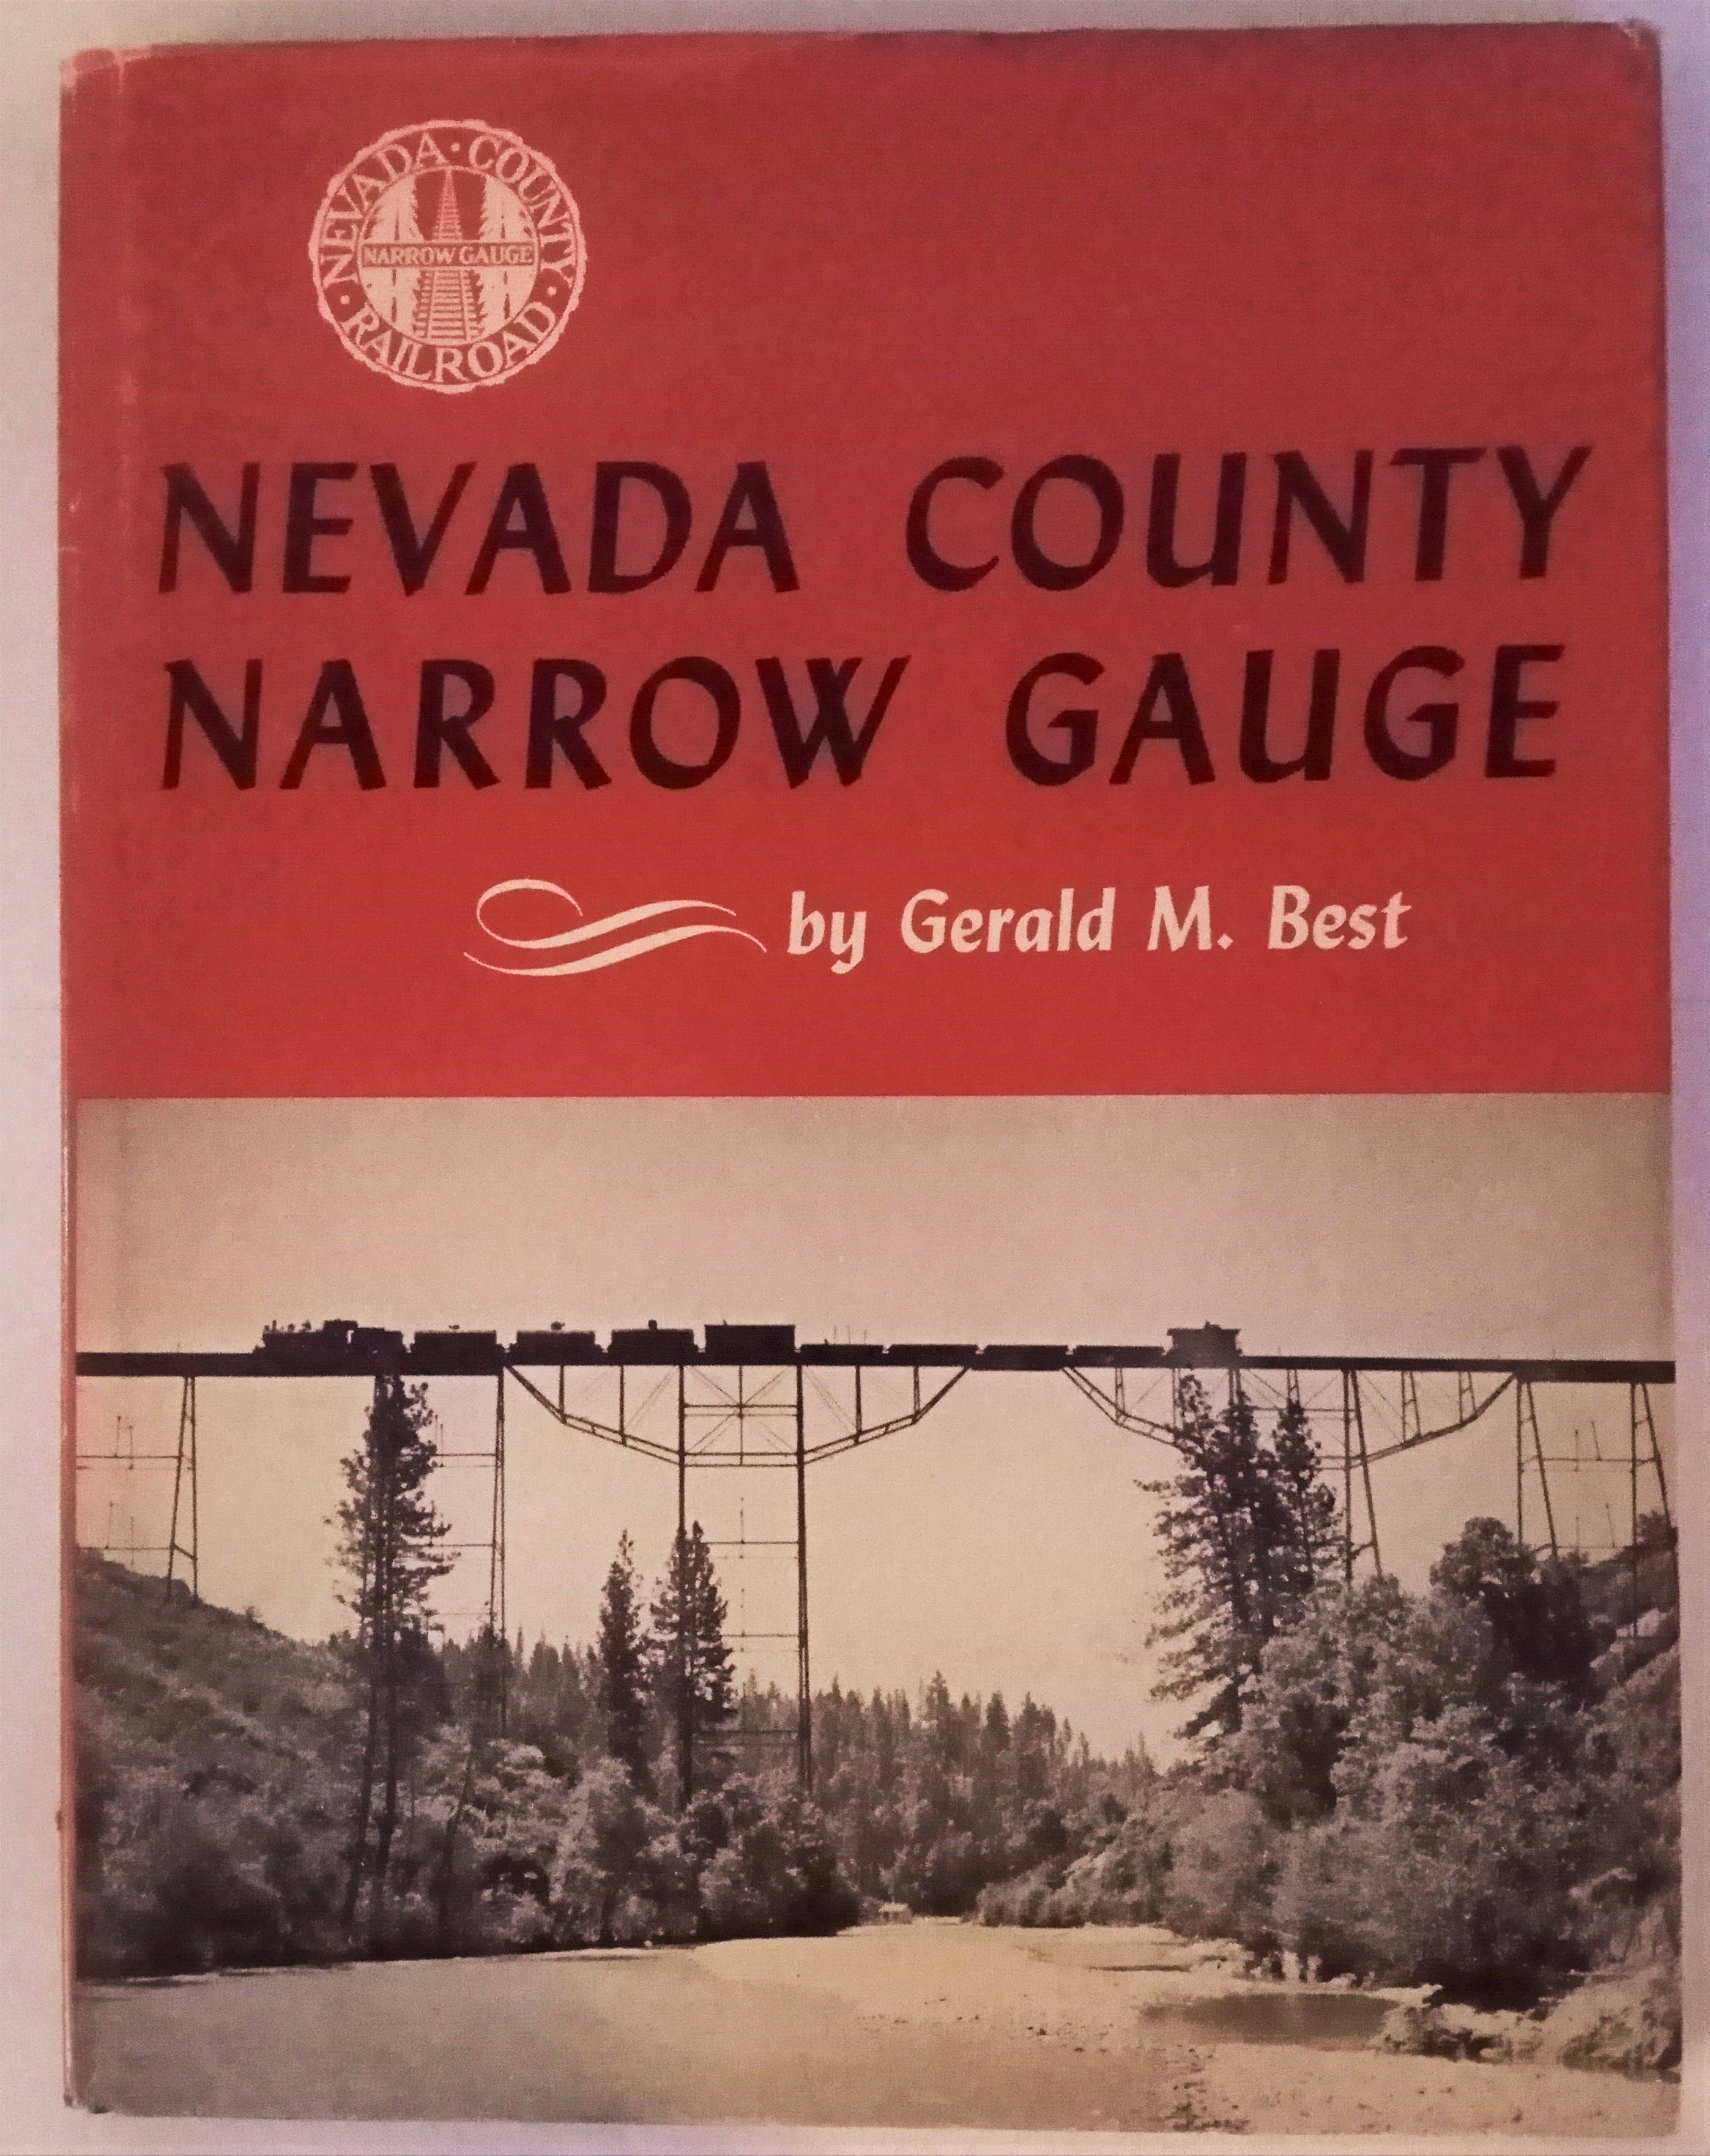 NEVADA · COUNTY
NARROW GAUGE
· RAILROAD ·
NEVADA COUNTY
NARROW GAUGE
by Gerald M. Best